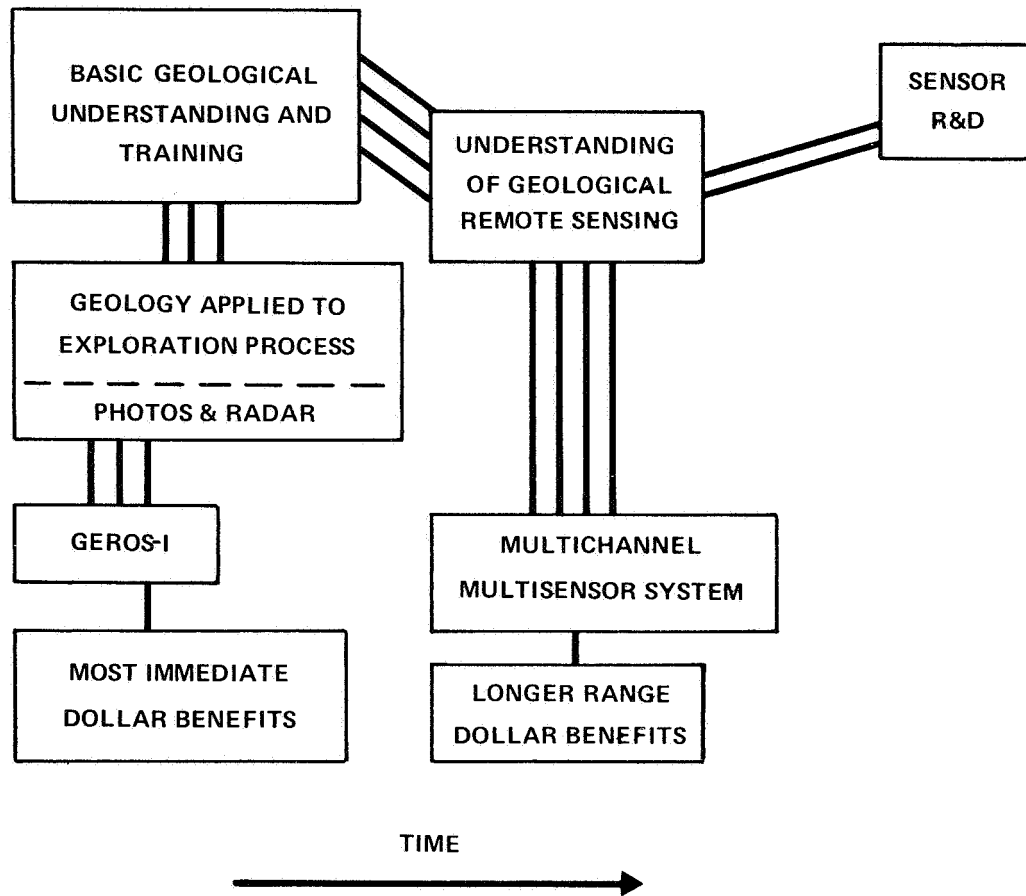 BASIC GEOLOGICAL
UNDERSTANDING AND
TRAINING
SENSOR
R&D
UNDERSTANDING
OF GEOLOGICAL
REMOTE SENSING
GEOLOGY APPLIED TO
EXPLORATION PROCESS
PHOTOS & RADAR
GEROS-I
MULTICHANNEL
MULTISENSOR SYSTEM
MOST IMMEDIATE
DOLLAR BENEFITS
LONGER RANGE
DOLLAR BENEFITS
TIME